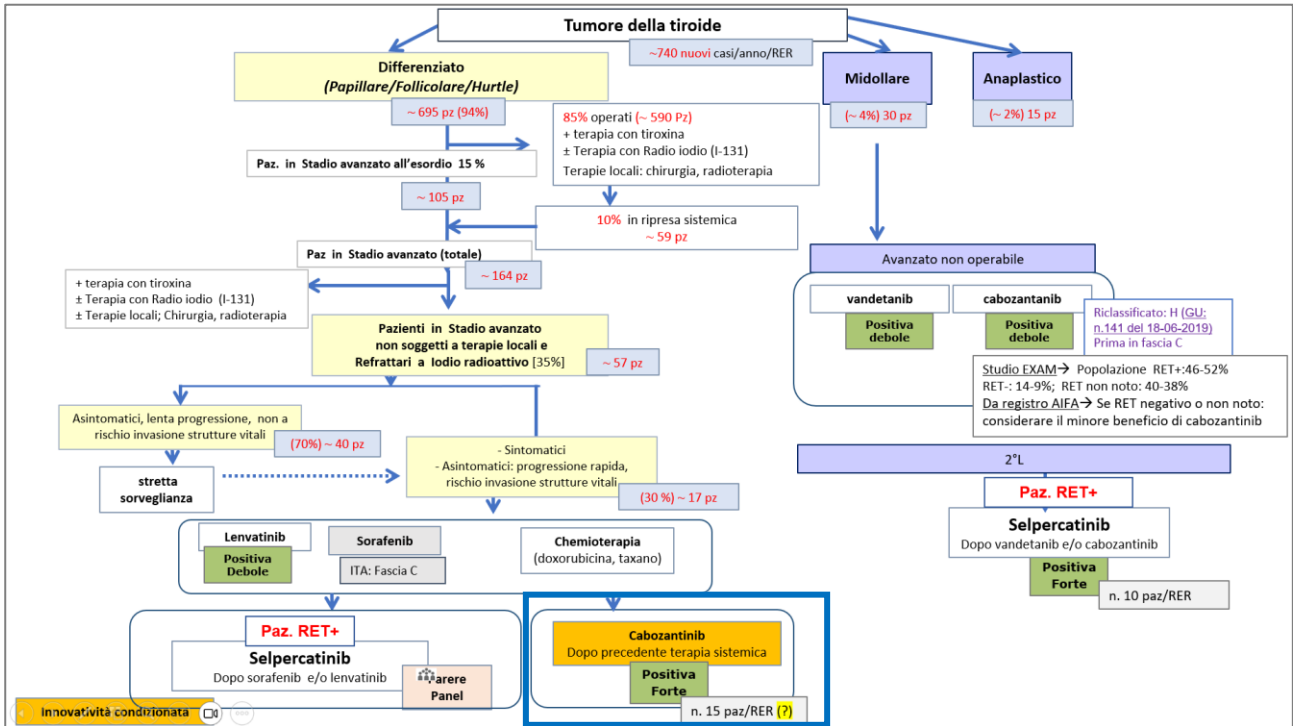 Tumore della tiroide
~740 nuovi casi/anno/RER
Differenziato
(Papillare/Follicolare/Hurtle)
~ 695 pz (94%)
Midollare
(~ 4%) 30 pz
Anaplastico
(~ 2%) 15 pz
85% operati (~ 590 Pz)
+ terapia con tiroxina
± Terapia con Radio iodio (I-131)
Terapie locali: chirurgia, radioterapia
Paz. in Stadio avanzato all’esordio 15 %
~ 105 pz
10% in ripresa sistemica
~ 59 pz
Paz in Stadio avanzato (totale)
~ 164 pz
+ terapia con tiroxina
± Terapia con Radio iodio (I-131)
± Terapie locali; Chirurgia, radioterapia
Pazienti in Stadio avanzato
non soggetti a terapie locali e
Refrattari a Iodio radioattivo [35%]
~ 57 pz
Asintomatici, lenta progressione, non a
rischio invasione strutture vitali
(70%) ~ 40 pz
stretta
sorveglianza
- Sintomatici
- Asintomatici: progressione rapida,
rischio invasione strutture vitali
(30 %) ~ 17 pz
Lenvatinib
Positiva
Debole
Sorafenib
ITA: Fascia C
Chemioterapia
(doxorubicina, taxano)
Paz. RET+
Selpercatinib
Dopo sorafenib e/o lenvatinib
Parere
Panel
Cabozantinib
Dopo precedente terapia sistemica
Positiva
Forte
n. 15 paz/RER (?)
Innovatività condizionata
Avanzato non operabile
vandetanib
Positiva
debole
cabozantanib
Positiva
debole
Riclassificato: H (GU:
n.141 del 18-06-2019)
Prima in fascia C
Studio EXAM→ Popolazione RET+:46-52%
RET-: 14-9%; RET non noto: 40-38%
Da registro AIFA→ Se RET negativo o non noto:
considerare il minore beneficio di cabozantinib
2°L
Paz. RET+
Selpercatinib
Dopo vandetanib e/o cabozantinib
Positiva
Forte
n. 10 paz/RER